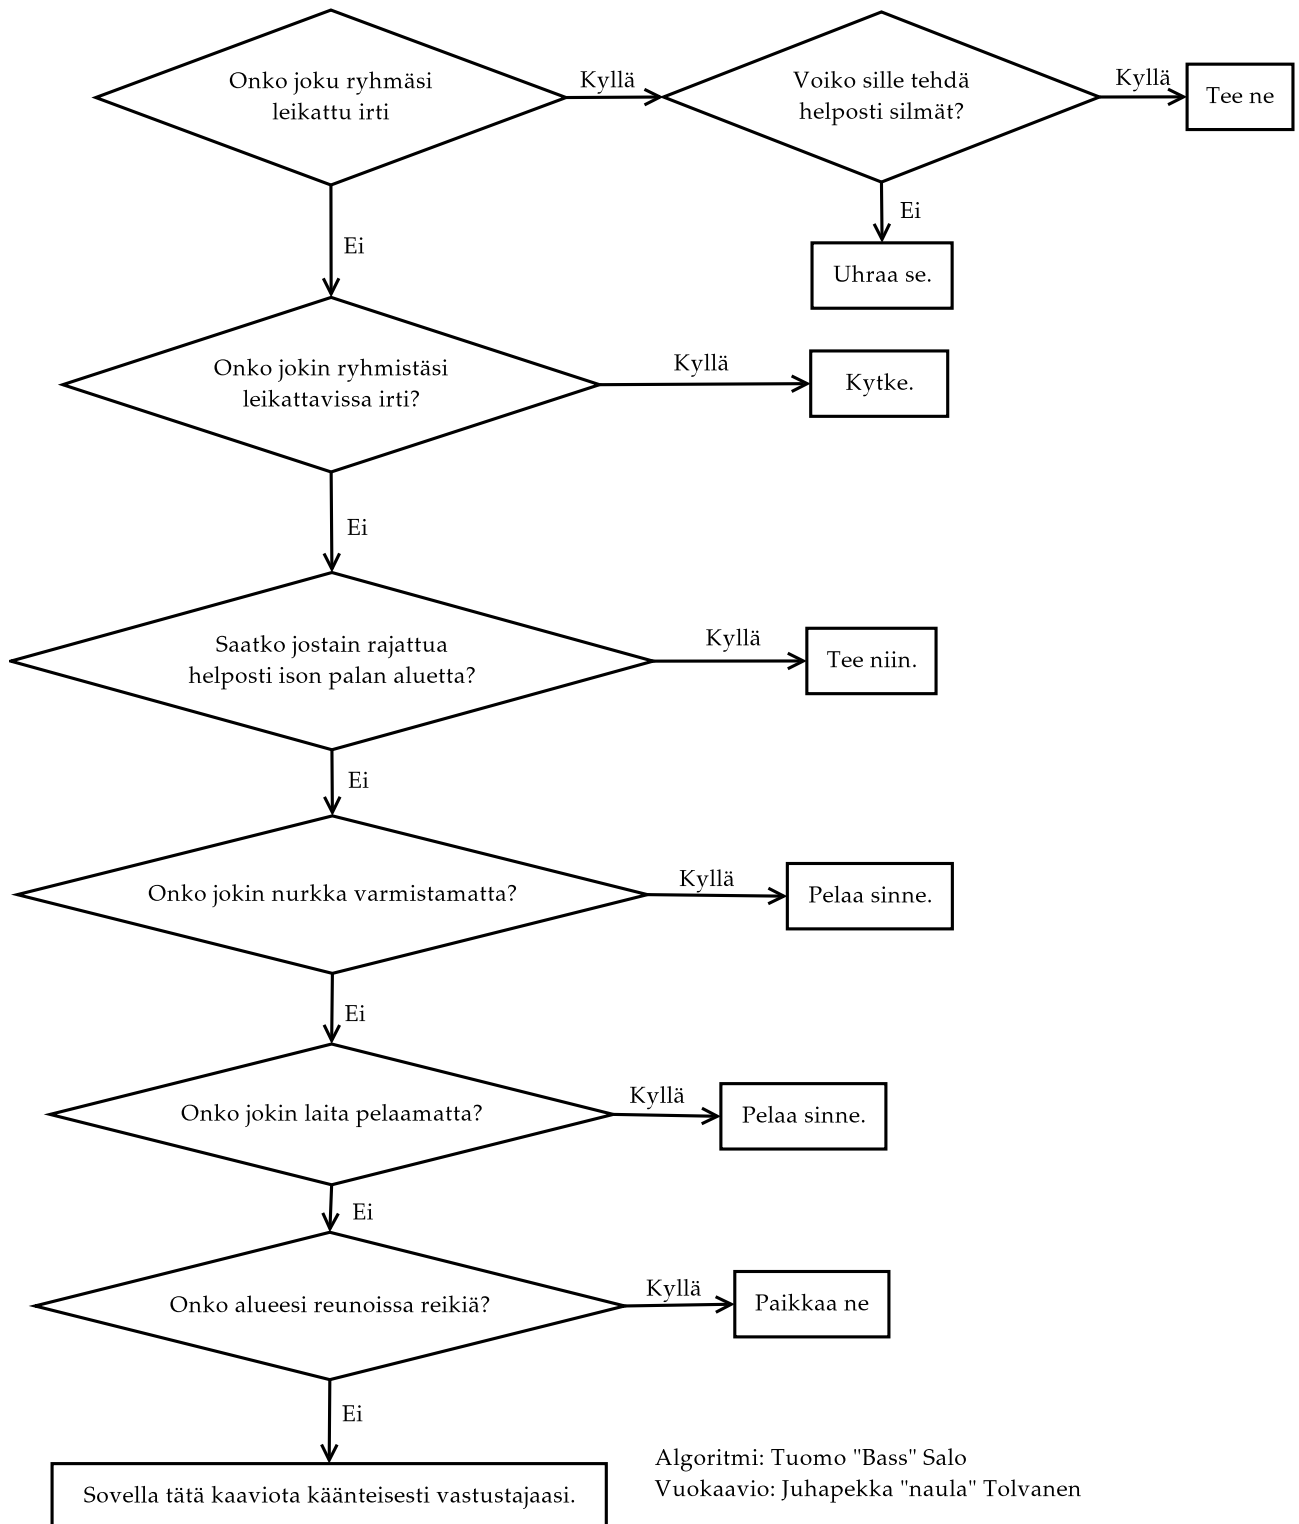 Onko joku ryhmäsi
leikattu irti
Kyllä
Voiko sille tehdä
helposti silmät?
Kyllä
Tee ne
Ei
Uhraa se.
Ei
Onko jokin ryhmistäsi
leikattavissa irti?
Kyllä
Kytke.
Ei
Saatko jostain rajattua
helposti ison palan aluetta?
Kyllä
Tee niin.
Ei
Onko jokin nurkka varmistamatta?
Kyllä
Pelaa sinne.
Ei
Onko jokin laita pelaamatta?
Kyllä
Pelaa sinne.
Ei
Onko alueesi reunoissa reikiä?
Kyllä
Paikkaa ne
Ei
Sovella tätä kaaviota käänteisesti vastustajaasi.
Algoritmi: Tuomo "Bass" Salo
Vuokaavio: Juhapekka "naula" Tolvanen